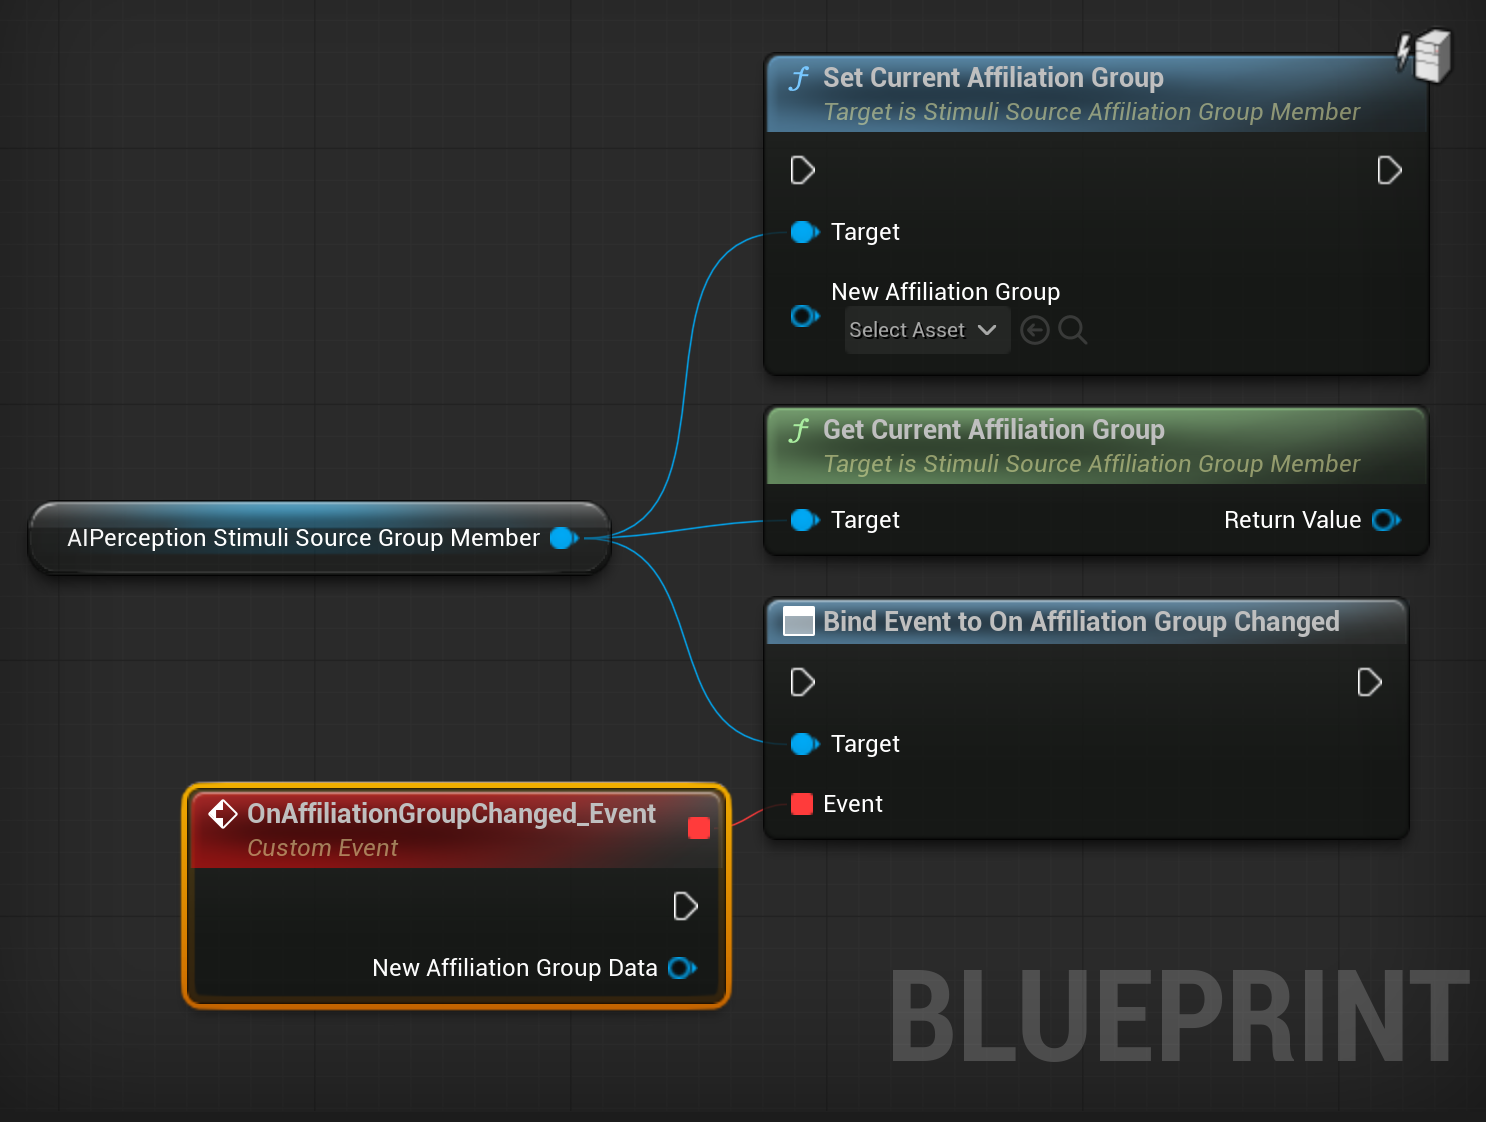 Set Current Affiliation Group
Target is Stimuli Source Affiliation Group Member
Target
New Affiliation Group
Select Asset
Get Current Affiliation Group
Target is Stimuli Source Affiliation Group Member
Target
Return Value
AIPerception Stimuli Source Group Member
Bind Event to On Affiliation Group Changed
Target
Event
OnAffiliationGroupChanged_Event
Custom Event
New Affiliation Group Data
BLUEPRINT